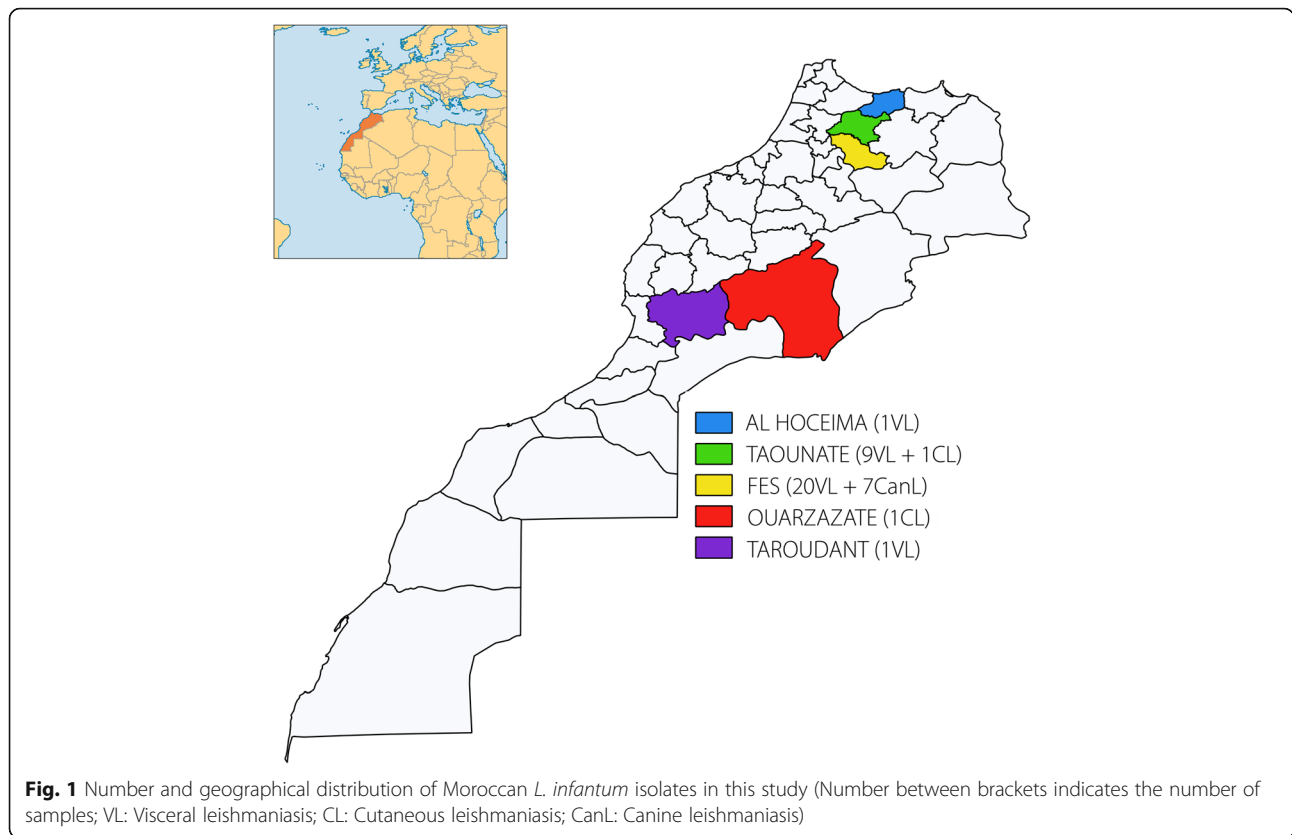 AL HOCEIMA (1VL)
TAOUNATE (9VL + 1CL)
FES (20VL + 7CanL)
OUARZAZATE (1CL)
TAROUDANT (1VL)
Fig. 1 Number and geographical distribution of Moroccan L. infantum isolates in this study (Number between brackets indicates the number of
samples; VL: Visceral leishmaniasis; CL: Cutaneous leishmaniasis; CanL: Canine leishmaniasis)